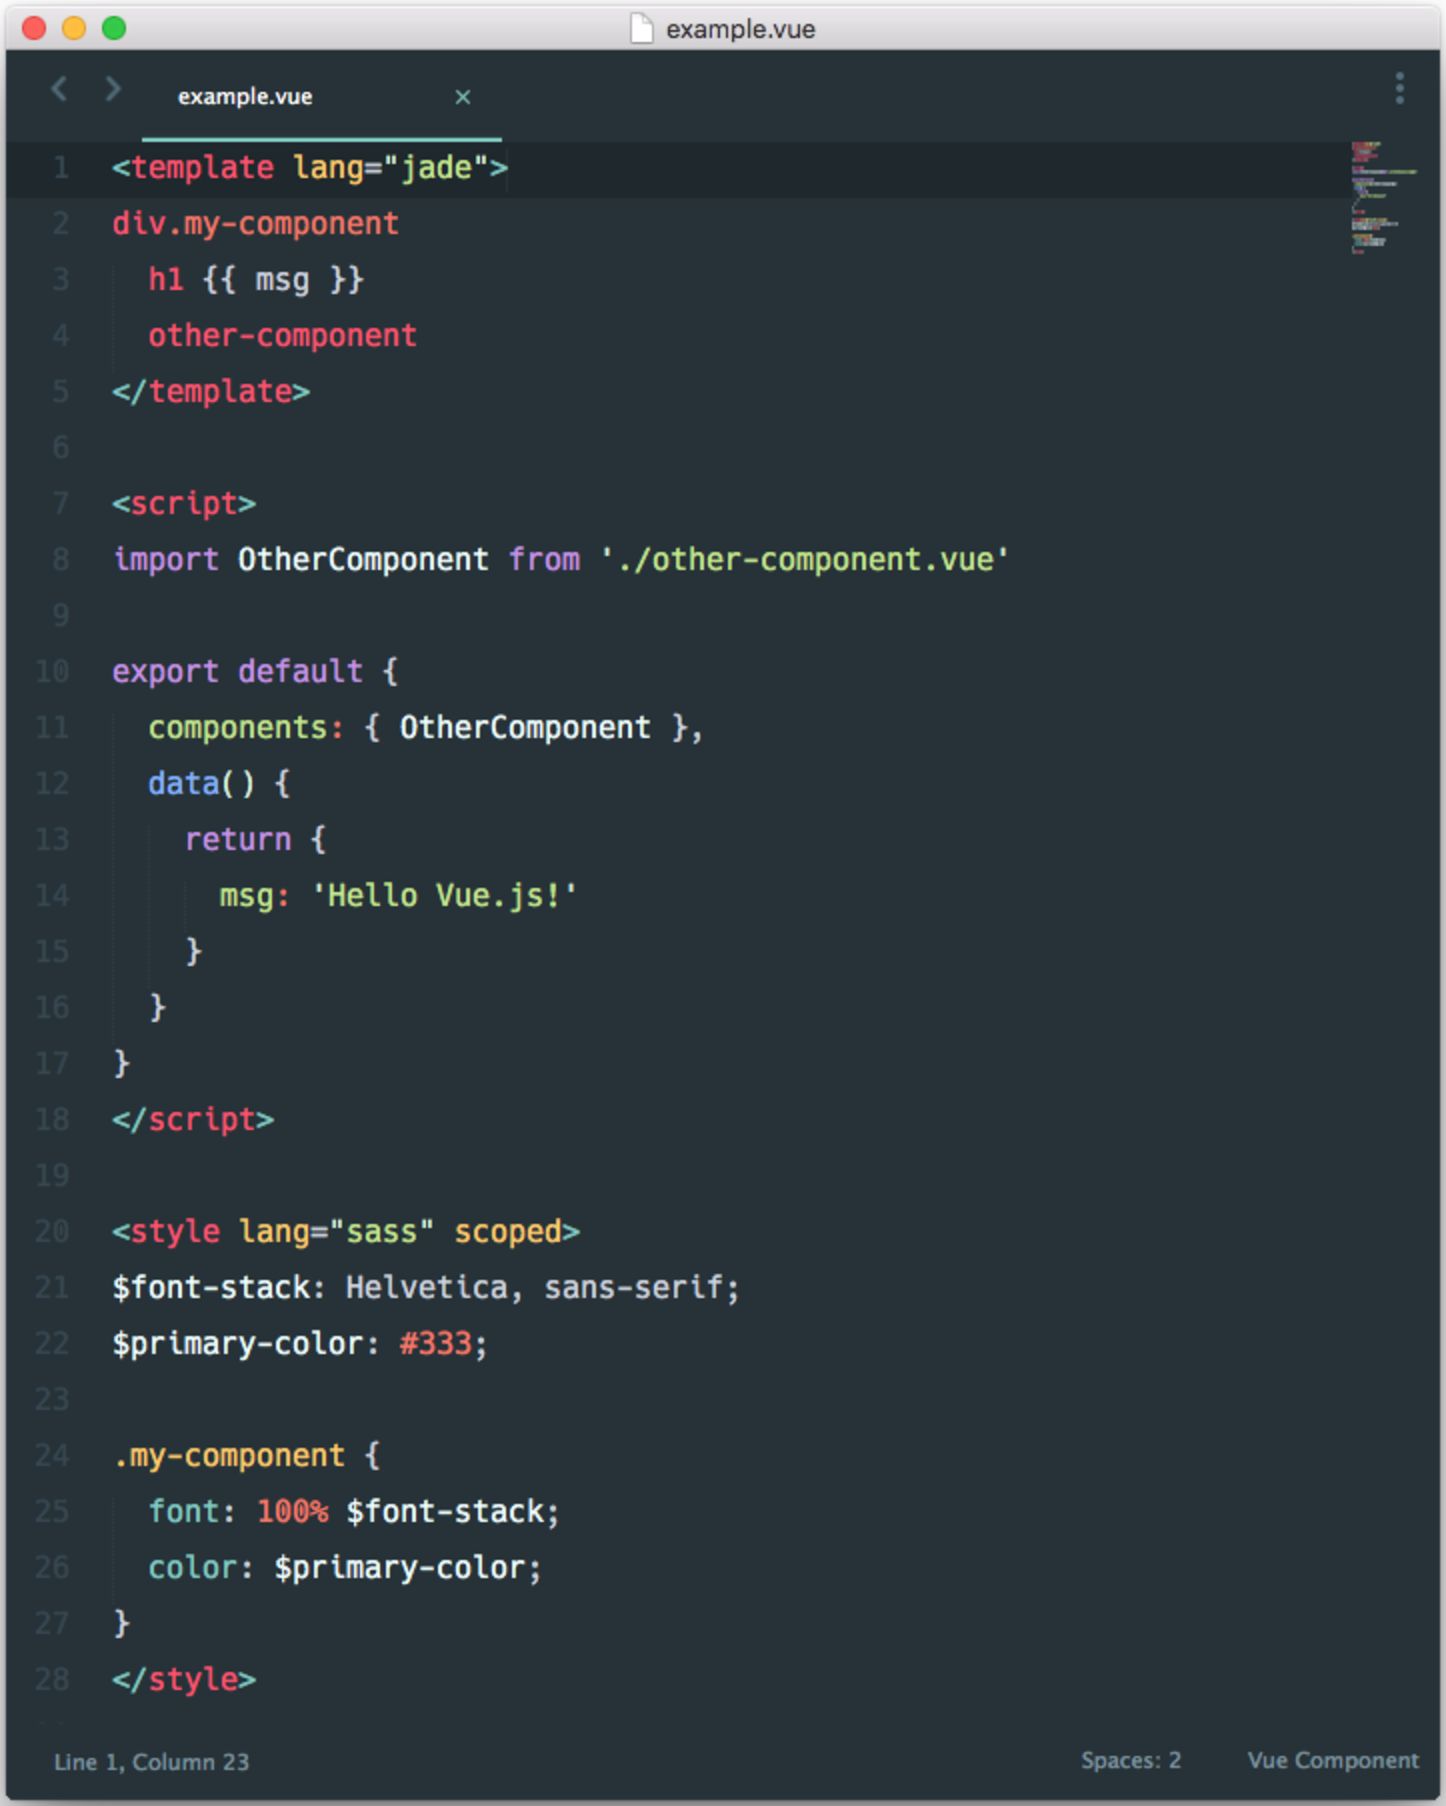 example.vue
example.vue ×
1 <template lang="jade">
2 div.my-component
3   h1 {{ msg }}
4   other-component
5 </template>
6
7 <script>
8 import OtherComponent from './other-component.vue'
9
10 export default {
11   components: { OtherComponent },
12   data() {
13     return {
14       msg: 'Hello Vue.js!'
15     }
16   }
17 }
18 </script>
19
20 <style lang="sass" scoped>
21 $font-stack: Helvetica, sans-serif;
22 $primary-color: #333;
23
24 .my-component {
25   font: 100% $font-stack;
26   color: $primary-color;
27 }
28 </style>
Line 1, Column 23 Spaces: 2 Vue Component